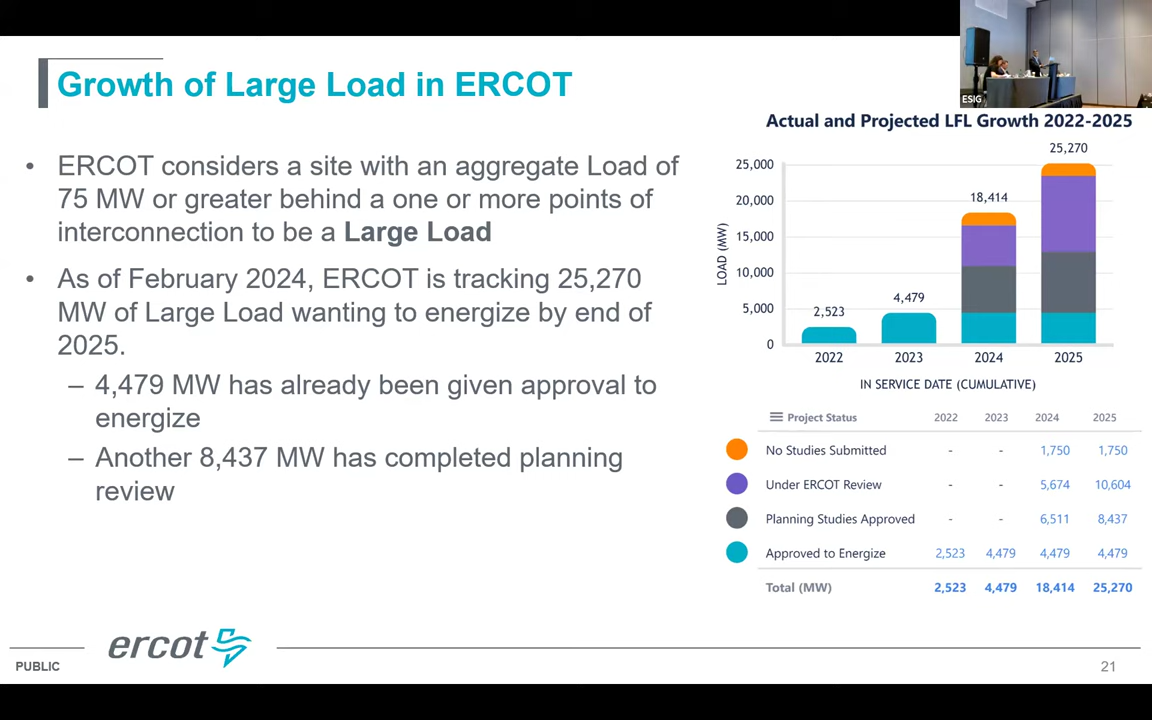 Growth of Large Load in ERCOT
ESIG
• ERCOT considers a site with an aggregate Load of
75 MW or greater behind a one or more points of
interconnection to be a Large Load
• As of February 2024, ERCOT is tracking 25,270
MW of Large Load wanting to energize by end of
2025.
– 4,479 MW has already been given approval to
energize
– Another 8,437 MW has completed planning
review
Actual and Projected LFL Growth 2022-2025
LOAD (MW)
25,000
20,000
15,000
10,000
5,000
0
2,523
4,479
18,414
25,270
2022 2023 2024 2025
IN SERVICE DATE (CUMULATIVE)
Project Status 2022 2023 2024 2025
No Studies Submitted - - 1,750 1,750
Under ERCOT Review - - 5,674 10,604
Planning Studies Approved - - 6,511 8,437
Approved to Energize 2,523 4,479 4,479 4,479
Total (MW) 2,523 4,479 18,414 25,270
ercot
PUBLIC
21